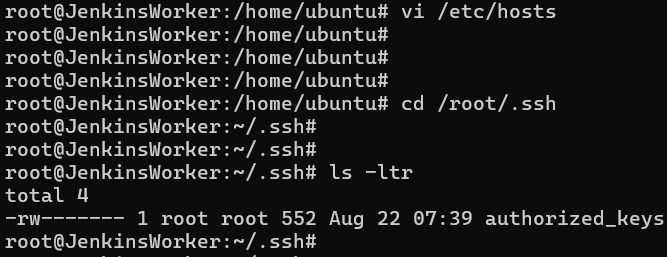 root@JenkinsWorker:/home/ubuntu# vi /etc/hosts
root@JenkinsWorker:/home/ubuntu#
root@JenkinsWorker:/home/ubuntu#
root@JenkinsWorker:/home/ubuntu#
root@JenkinsWorker:/home/ubuntu# cd /root/.ssh
root@JenkinsWorker:~/.ssh#
root@JenkinsWorker:~/.ssh#
root@JenkinsWorker:~/.ssh# ls -ltr
total 4
-rw------- 1 root root 552 Aug 22 07:39 authorized_keys
root@JenkinsWorker:~/.ssh#